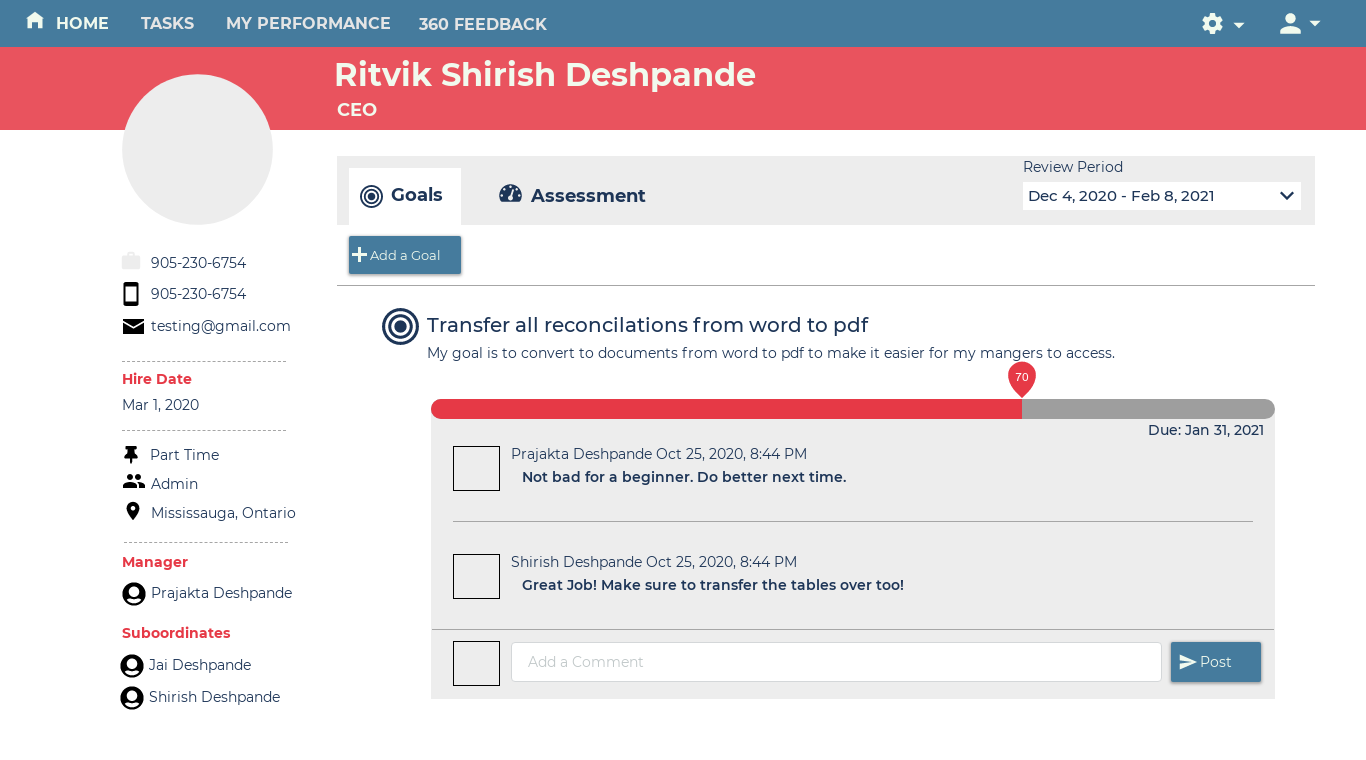 HOME TASKS MY PERFORMANCE 360 FEEDBACK
Ritvik Shirish Deshpande
CEO
905-230-6754
905-230-6754
testing@gmail.com
Hire Date
Mar 1, 2020
Part Time
Admin
Mississauga, Ontario
Manager
Prajakta Deshpande
Suboordinates
Jai Deshpande
Shirish Deshpande
Goals Assessment
Review Period
Dec 4, 2020 - Feb 8, 2021
Add a Goal
Transfer all reconcilations from word to pdf
My goal is to convert to documents from word to pdf to make it easier for my mangers to access.
70
Due: Jan 31, 2021
Prajakta Deshpande Oct 25, 2020, 8:44 PM
Not bad for a beginner. Do better next time.
Shirish Deshpande Oct 25, 2020, 8:44 PM
Great Job! Make sure to transfer the tables over too!
Add a Comment
Post